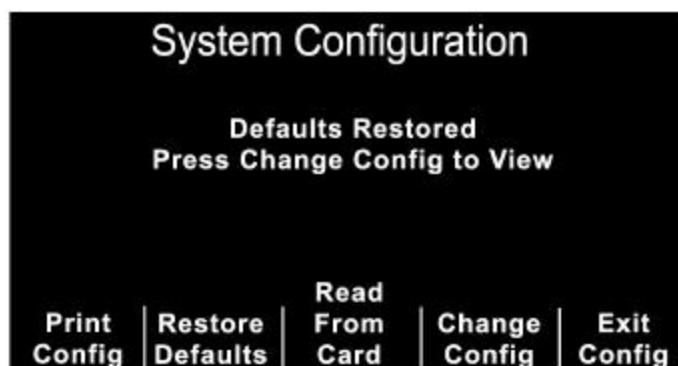 System Configuration
Defaults Restored
Press Change Config to View
Print Config
Restore Defaults
Read From Card
Change Config
Exit Config